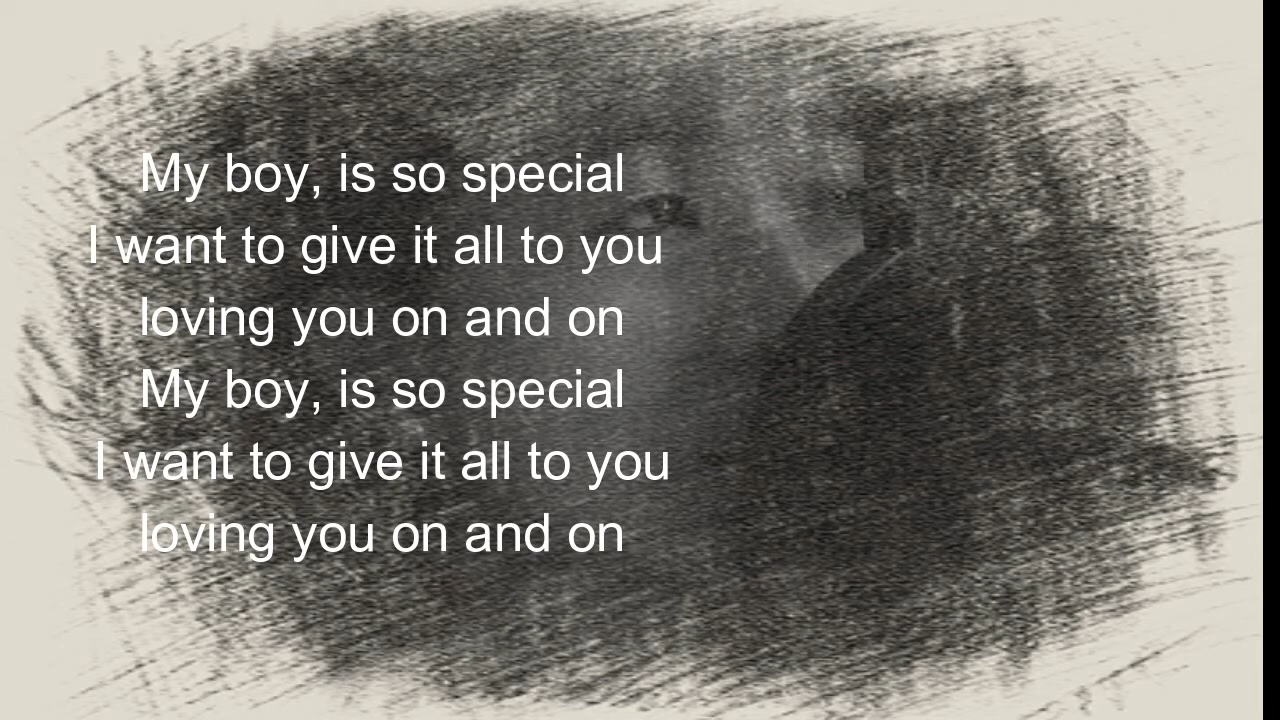 My boy, is so special
I want to give it all to you
loving you on and on
My boy, is so special
I want to give it all to you
loving you on and on